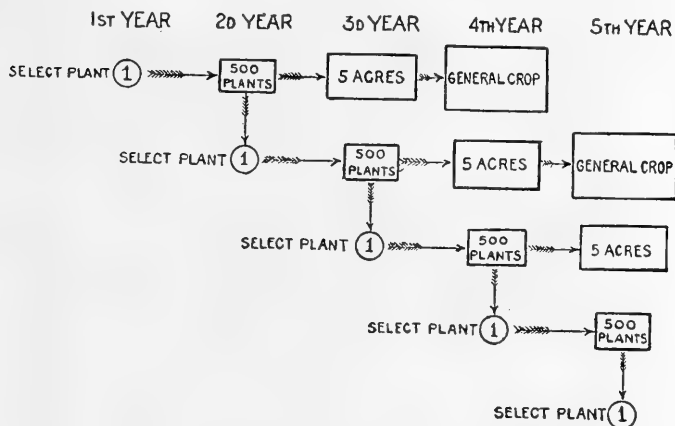 1ST YEAR 2D YEAR 3D YEAR 4TH YEAR 5TH YEAR
SELECT PLANT 1 500 PLANTS 5 ACRES GENERAL CROP
SELECT PLANT 1 500 PLANTS 5 ACRES GENERAL CROP
SELECT PLANT 1 500 PLANTS 5 ACRES
SELECT PLANT 1 500 PLANTS
SELECT PLANT 1